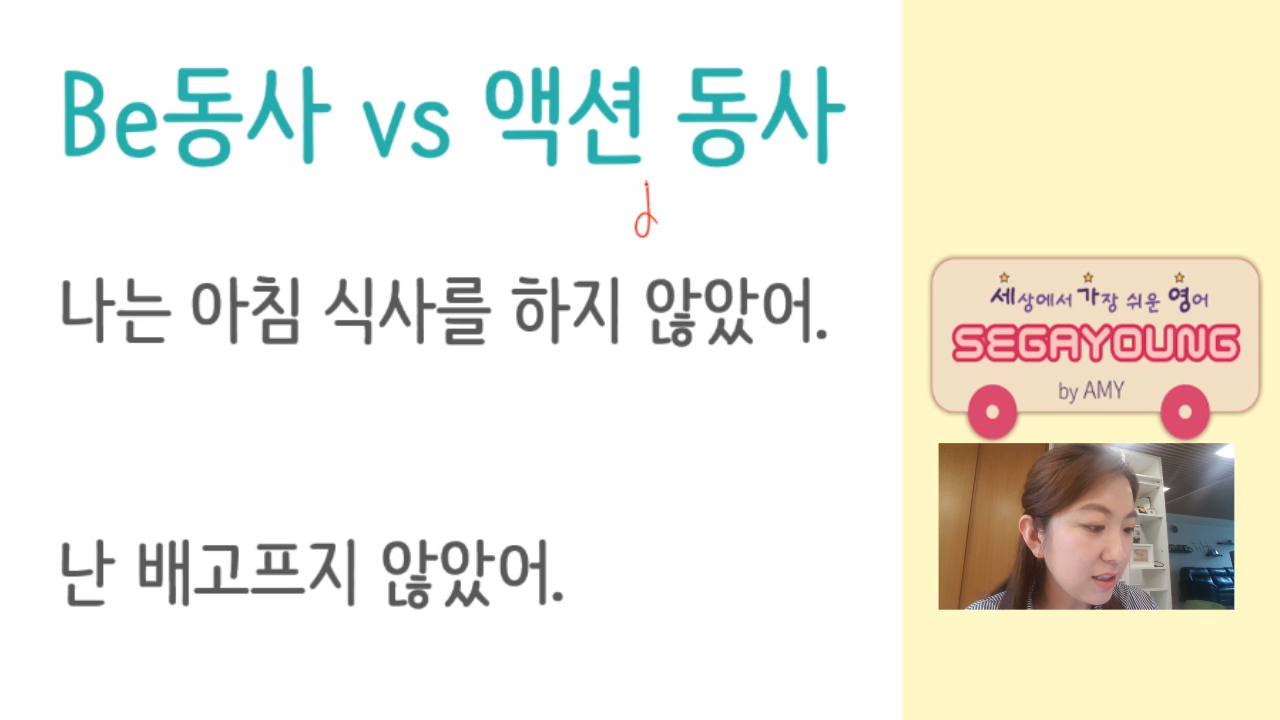 Be동사 vs 액션 동사
d
나는 아침 식사를 하지 않았어.
난 배고프지 않았어.
세상에서 가장 쉬운 영어
SEGAYOUNG
by AMY